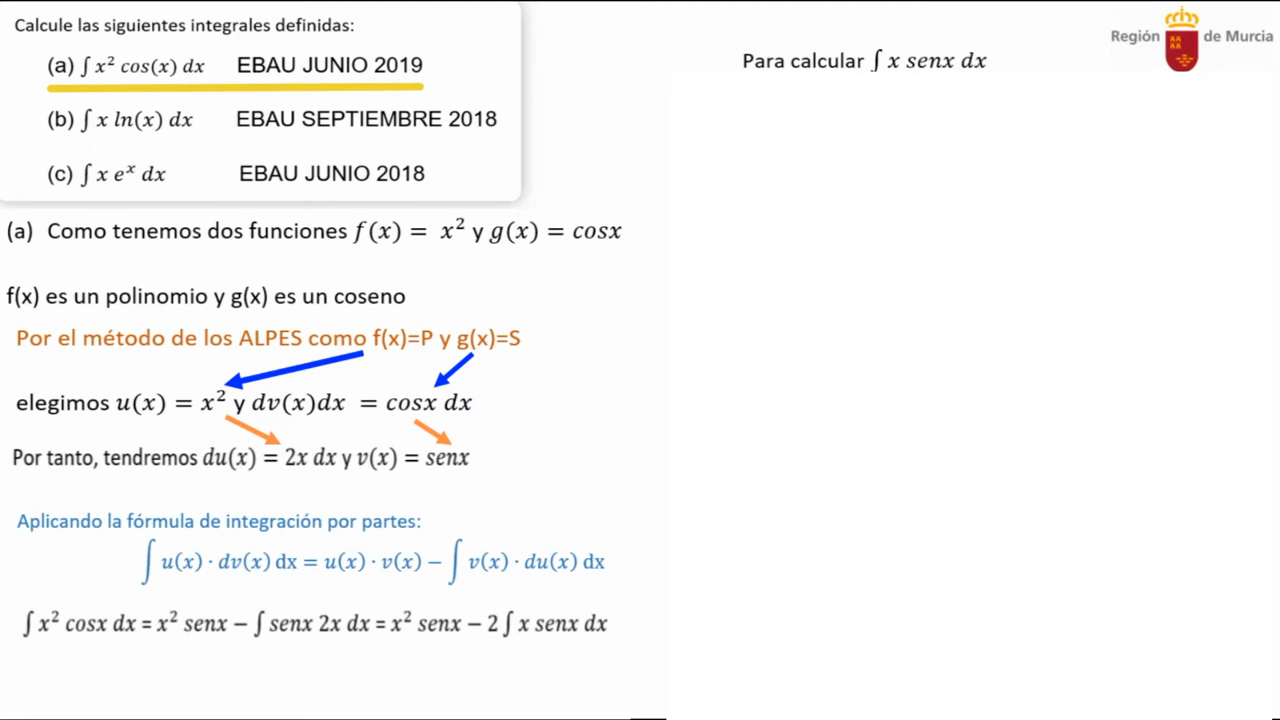 Calcule las siguientes integrales definidas:
(a) ∫ x² cos(x) dx EBAU JUNIO 2019
(b) ∫ x ln(x) dx EBAU SEPTIEMBRE 2018
(c) ∫ x eˣ dx EBAU JUNIO 2018
(a) Como tenemos dos funciones f(x) = x² y g(x) = cosx
f(x) es un polinomio y g(x) es un coseno
Por el método de los ALPES como f(x)=P y g(x)=S
elegimos u(x) = x² y dv(x)dx = cosx dx
Por tanto, tendremos du(x) = 2x dx y v(x) = senx
Aplicando la fórmula de integración por partes:
∫ u(x) · dv(x) dx = u(x) · v(x) − ∫ v(x) · du(x) dx
∫ x² cosx dx = x² senx − ∫ senx 2x dx = x² senx − 2 ∫ x senx dx
Para calcular ∫ x senx dx
Región de Murcia